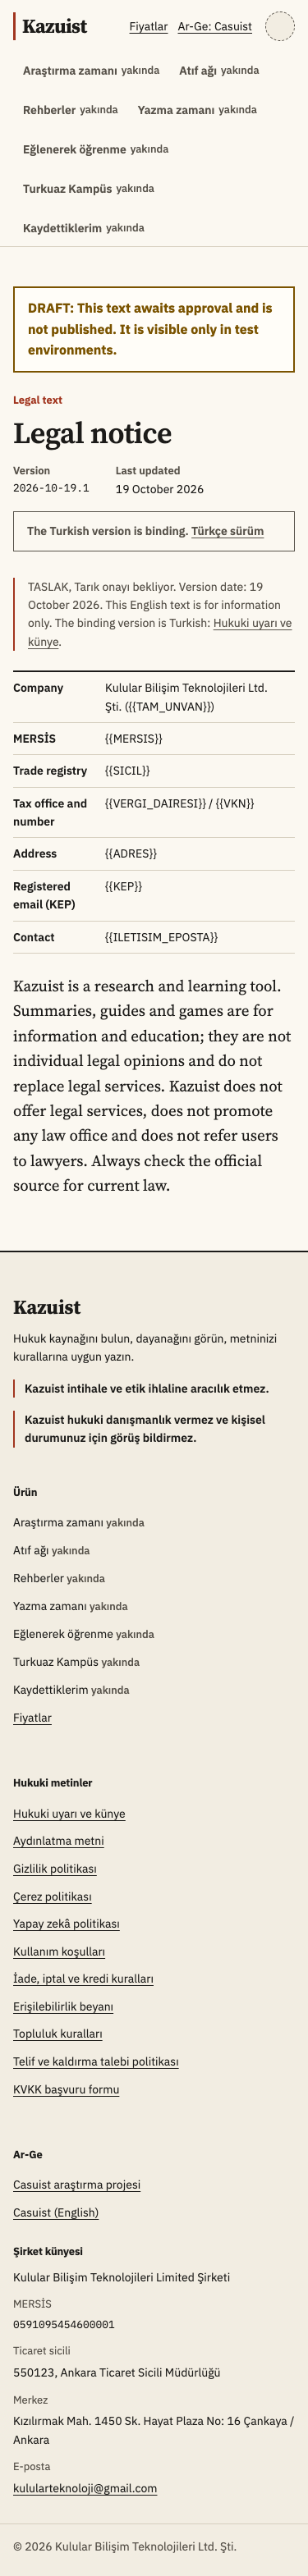 Kazuist
Fiyatlar Ar-Ge: Casuist
Araştırma zamanı yakında Atıf ağı yakında
Rehberler yakında Yazma zamanı yakında
Eğlenerek öğrenme yakında
Turkuaz Kampüs yakında
Kaydettiklerim yakında
DRAFT: This text awaits approval and is
not published. It is visible only in test
environments.
Legal text
Legal notice
Version Last updated
2026-10-19.1 19 October 2026
The Turkish version is binding. Türkçe sürüm
TASLAK, Tarık onayı bekliyor. Version date: 19
October 2026. This English text is for information
only. The binding version is Turkish: Hukuki uyarı ve
künye.
Company Kulular Bilişim Teknolojileri Ltd.
Şti. ({{TAM_UNVAN}})
MERSİS {{MERSIS}}
Trade registry {{SICIL}}
Tax office and {{VERGI_DAIRESI}} / {{VKN}}
number
Address {{ADRES}}
Registered {{KEP}}
email (KEP)
Contact {{ILETISIM_EPOSTA}}
Kazuist is a research and learning tool.
Summaries, guides and games are for
information and education; they are not
individual legal opinions and do not
replace legal services. Kazuist does not
offer legal services, does not promote
any law office and does not refer users
to lawyers. Always check the official
source for current law.
Kazuist
Hukuk kaynağını bulun, dayanağını görün, metninizi
kurallarına uygun yazın.
Kazuist intihale ve etik ihlaline aracılık etmez.
Kazuist hukuki danışmanlık vermez ve kişisel
durumunuz için görüş bildirmez.
Ürün
Araştırma zamanı yakında
Atıf ağı yakında
Rehberler yakında
Yazma zamanı yakında
Eğlenerek öğrenme yakında
Turkuaz Kampüs yakında
Kaydettiklerim yakında
Fiyatlar
Hukuki metinler
Hukuki uyarı ve künye
Aydınlatma metni
Gizlilik politikası
Çerez politikası
Yapay zekâ politikası
Kullanım koşulları
İade, iptal ve kredi kuralları
Erişilebilirlik beyanı
Topluluk kuralları
Telif ve kaldırma talebi politikası
KVKK başvuru formu
Ar-Ge
Casuist araştırma projesi
Casuist (English)
Şirket künyesi
Kulular Bilişim Teknolojileri Limited Şirketi
MERSİS
0591095454600001
Ticaret sicili
550123, Ankara Ticaret Sicili Müdürlüğü
Merkez
Kızılırmak Mah. 1450 Sk. Hayat Plaza No: 16 Çankaya /
Ankara
E-posta
kulularteknoloji@gmail.com
© 2026 Kulular Bilişim Teknolojileri Ltd. Şti.